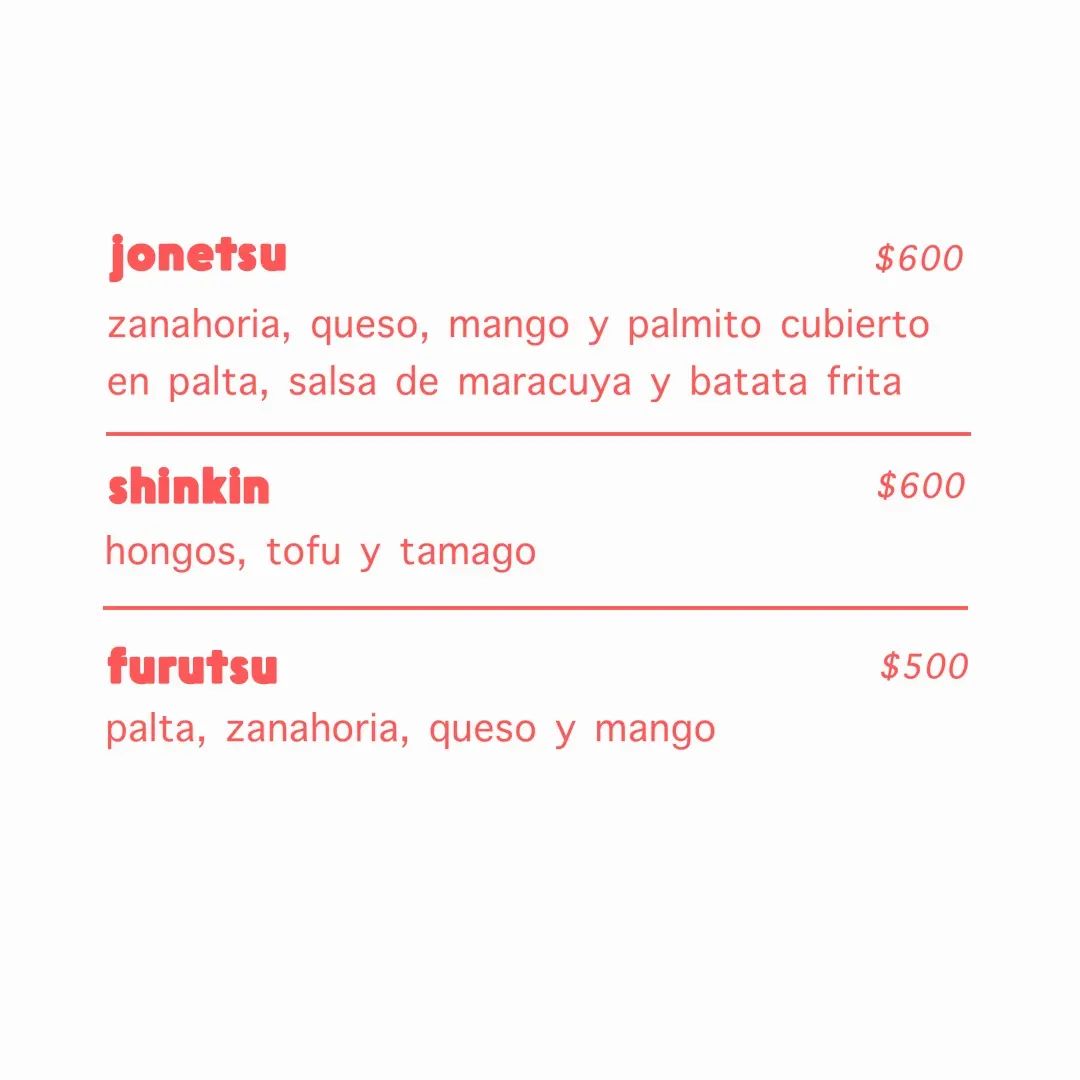 jonetsu $600
zanahoria, queso, mango y palmito cubierto
en palta, salsa de maracuya y batata frita
shinkin $600
hongos, tofu y tamago
furutsu $500
palta, zanahoria, queso y mango